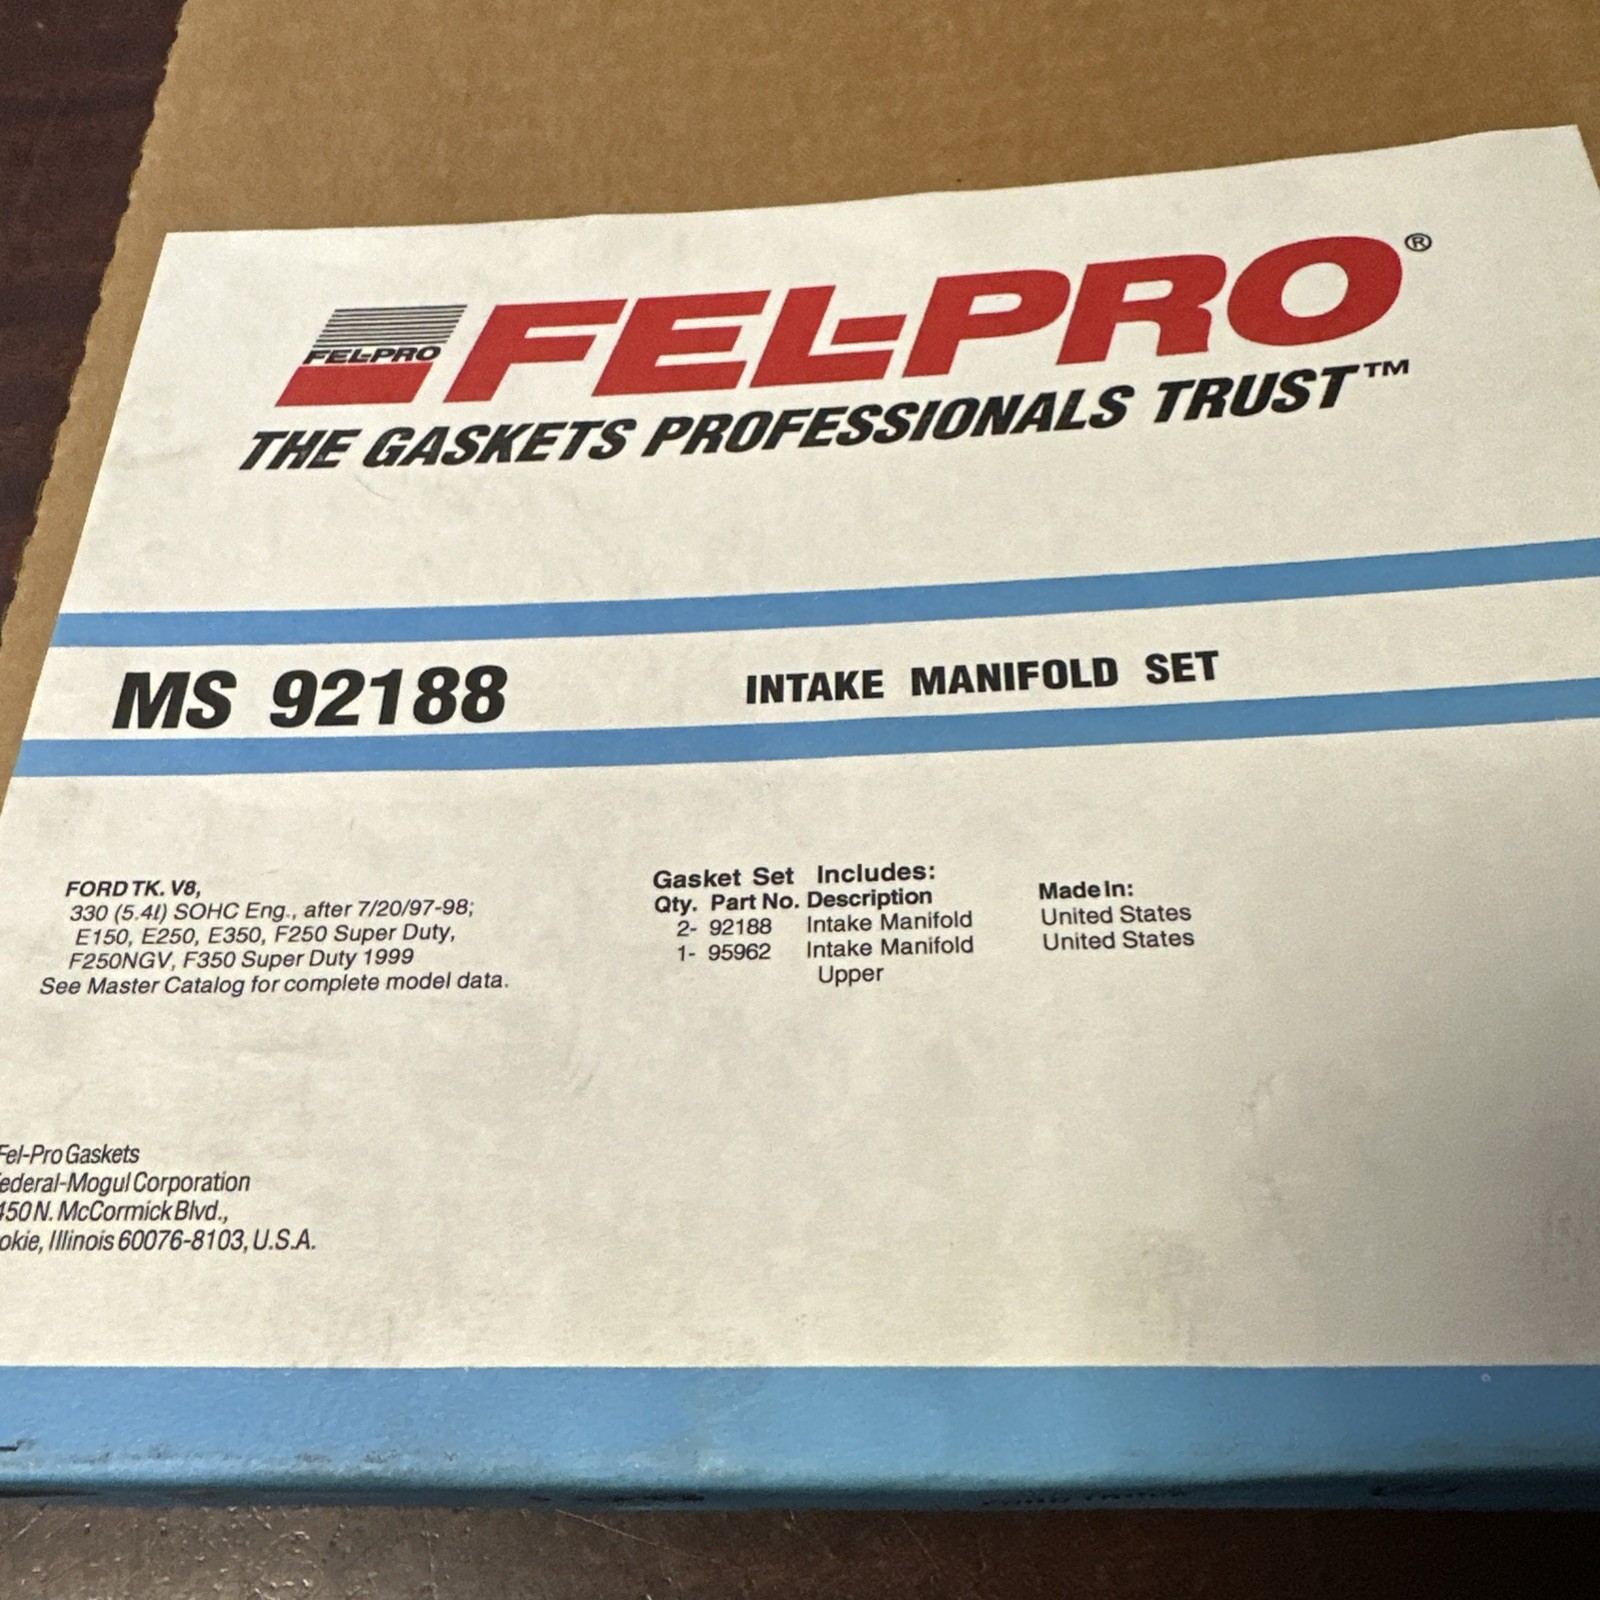 FEL-PRO
FEL-PRO®
THE GASKETS PROFESSIONALS TRUST™
MS 92188 INTAKE MANIFOLD SET
FORD TK. V8,
330 (5.4ℓ) SOHC Eng., after 7/20/97-98;
E150, E250, E350, F250 Super Duty,
F250NGV, F350 Super Duty 1999
See Master Catalog for complete model data.
Gasket Set Includes:
Qty. Part No. Description Made In:
2- 92188 Intake Manifold United States
1- 95962 Intake Manifold United States
Upper
Fel-Pro Gaskets
ederal-Mogul Corporation
450 N. McCormick Blvd.,
okie, Illinois 60076-8103, U.S.A.